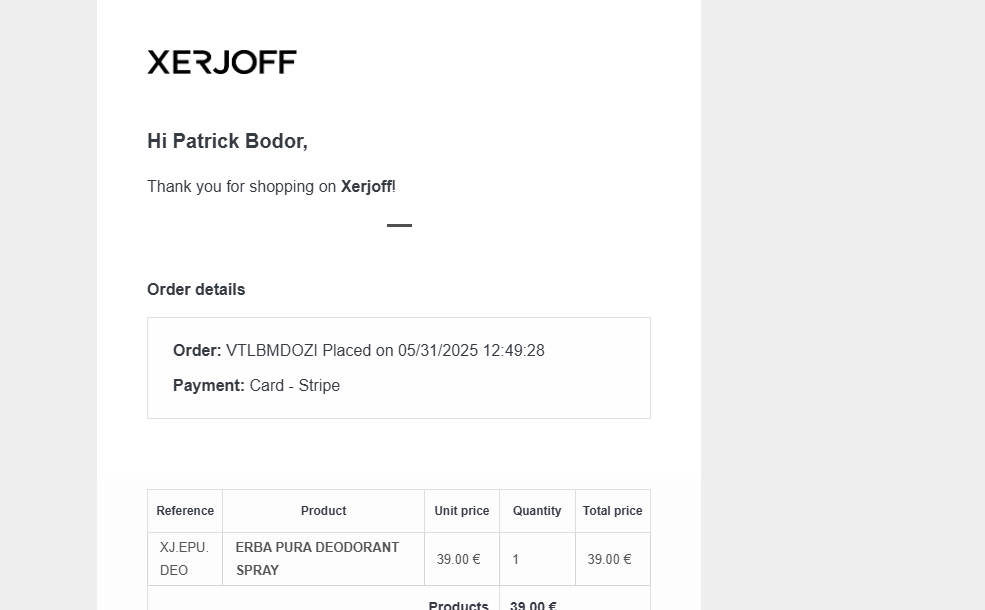 XERJOFF
Hi Patrick Bodor,
Thank you for shopping on Xerjoff!
Order details
Order: VTLBMDOZI Placed on 05/31/2025 12:49:28
Payment: Card - Stripe
Reference Product Unit price Quantity Total price
XJ.EPU. ERBA PURA DEODORANT 39.00 € 1 39.00 €
DEO SPRAY
Products 39.00 €